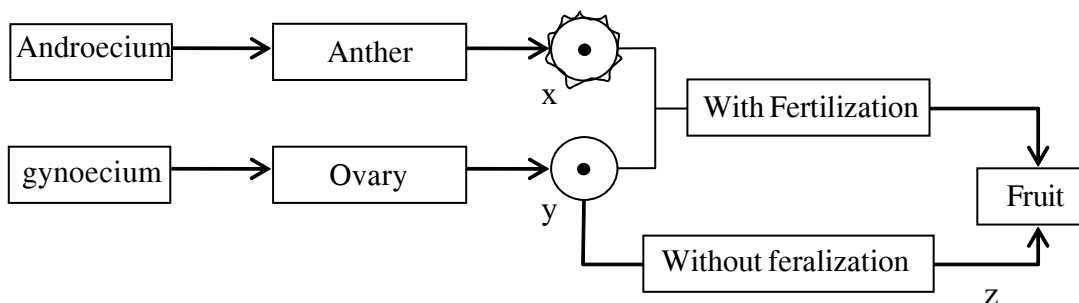 Androecium
Anther
x
With Fertilization
gynoecium
Ovary
y
Fruit
Without feralization
z